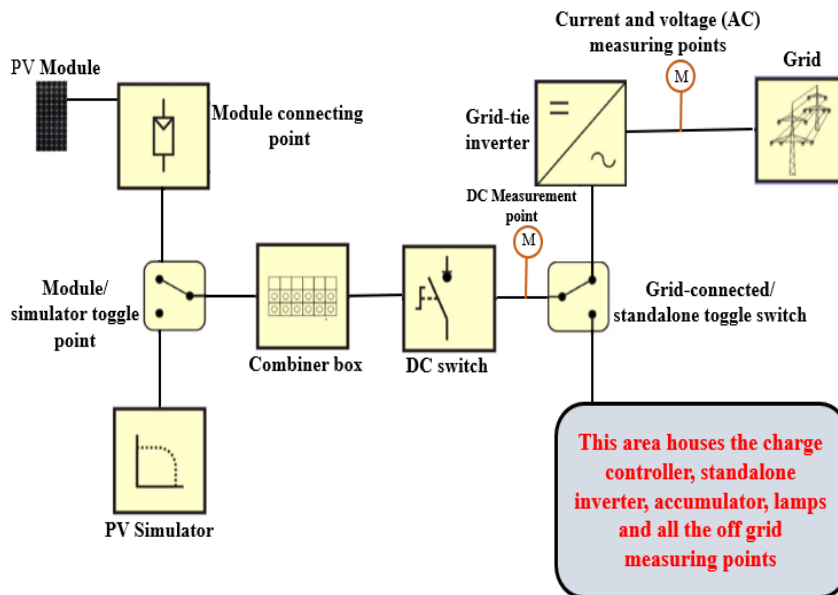 Current and voltage (AC)
measuring points
Grid
M
PV Module
Module connecting
point
Grid-tie
inverter
DC Measurement
point
M
Module/
simulator toggle
point
Grid-connected/
standalone toggle switch
Combiner box
DC switch
This area houses the charge
controller, standalone
inverter, accumulator, lamps
and all the off grid
measuring points
PV Simulator